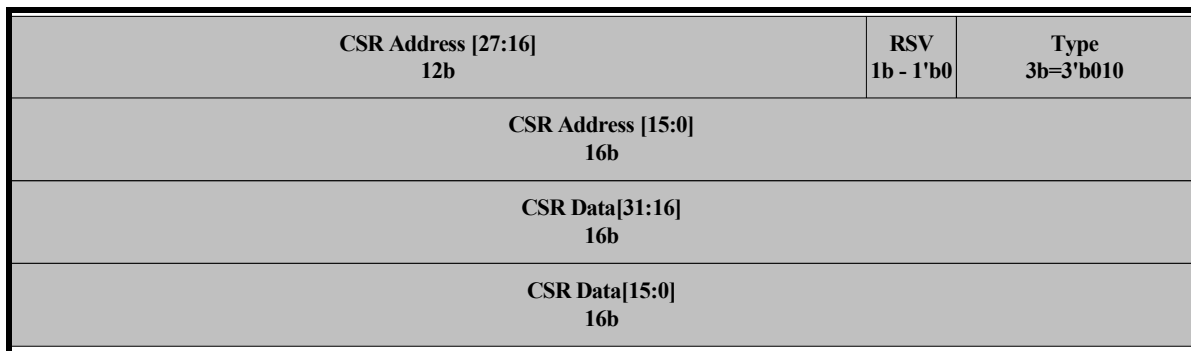 CSR Address [27:16]
12b
RSV
1b - 1'b0
Type
3b=3'b010
CSR Address [15:0]
16b
CSR Data[31:16]
16b
CSR Data[15:0]
16b